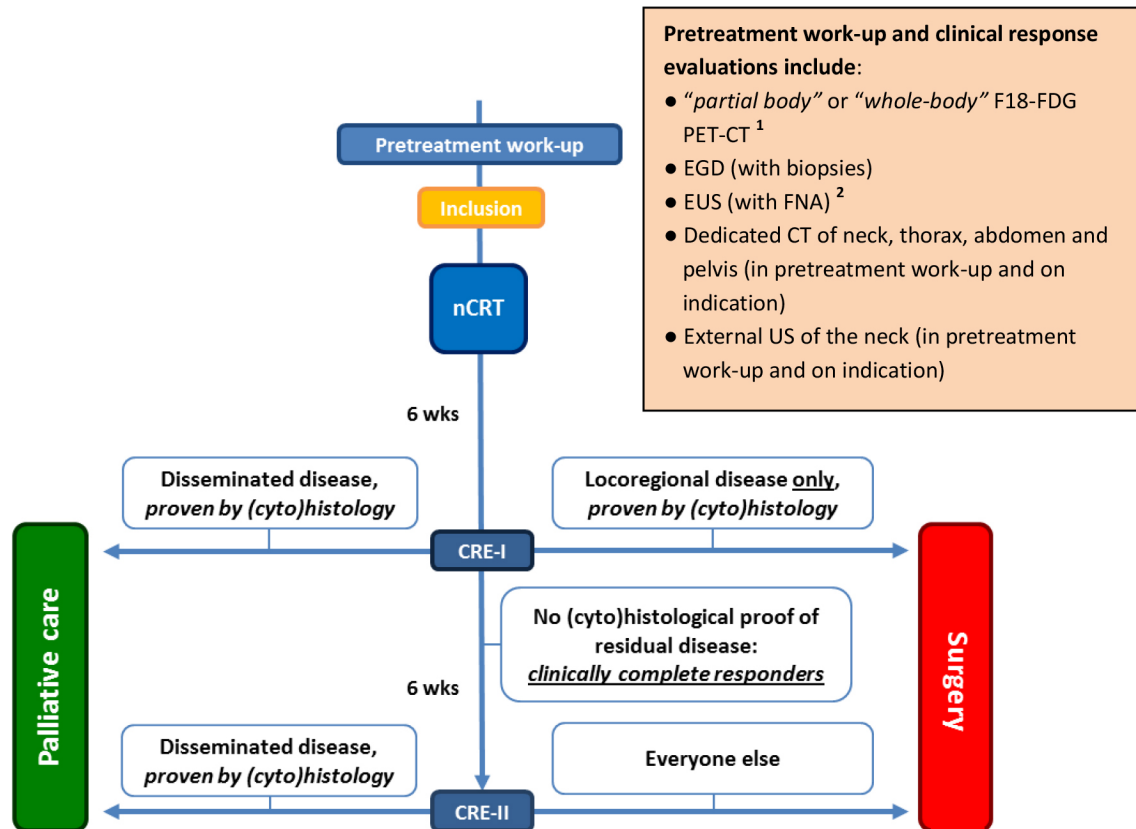 Pretreatment work-up and clinical response
evaluations include:
● “partial body” or “whole-body” F18-FDG
PET-CT 1
● EGD (with biopsies)
● EUS (with FNA) 2
● Dedicated CT of neck, thorax, abdomen and
pelvis (in pretreatment work-up and on
indication)
● External US of the neck (in pretreatment
work-up and on indication)
Pretreatment work-up
Inclusion
nCRT
6 wks
Disseminated disease,
proven by (cyto)histology
Locoregional disease only,
proven by (cyto)histology
CRE-I
Palliative care
Surgery
No (cyto)histological proof of
residual disease:
clinically complete responders
6 wks
Disseminated disease,
proven by (cyto)histology
Everyone else
CRE-II